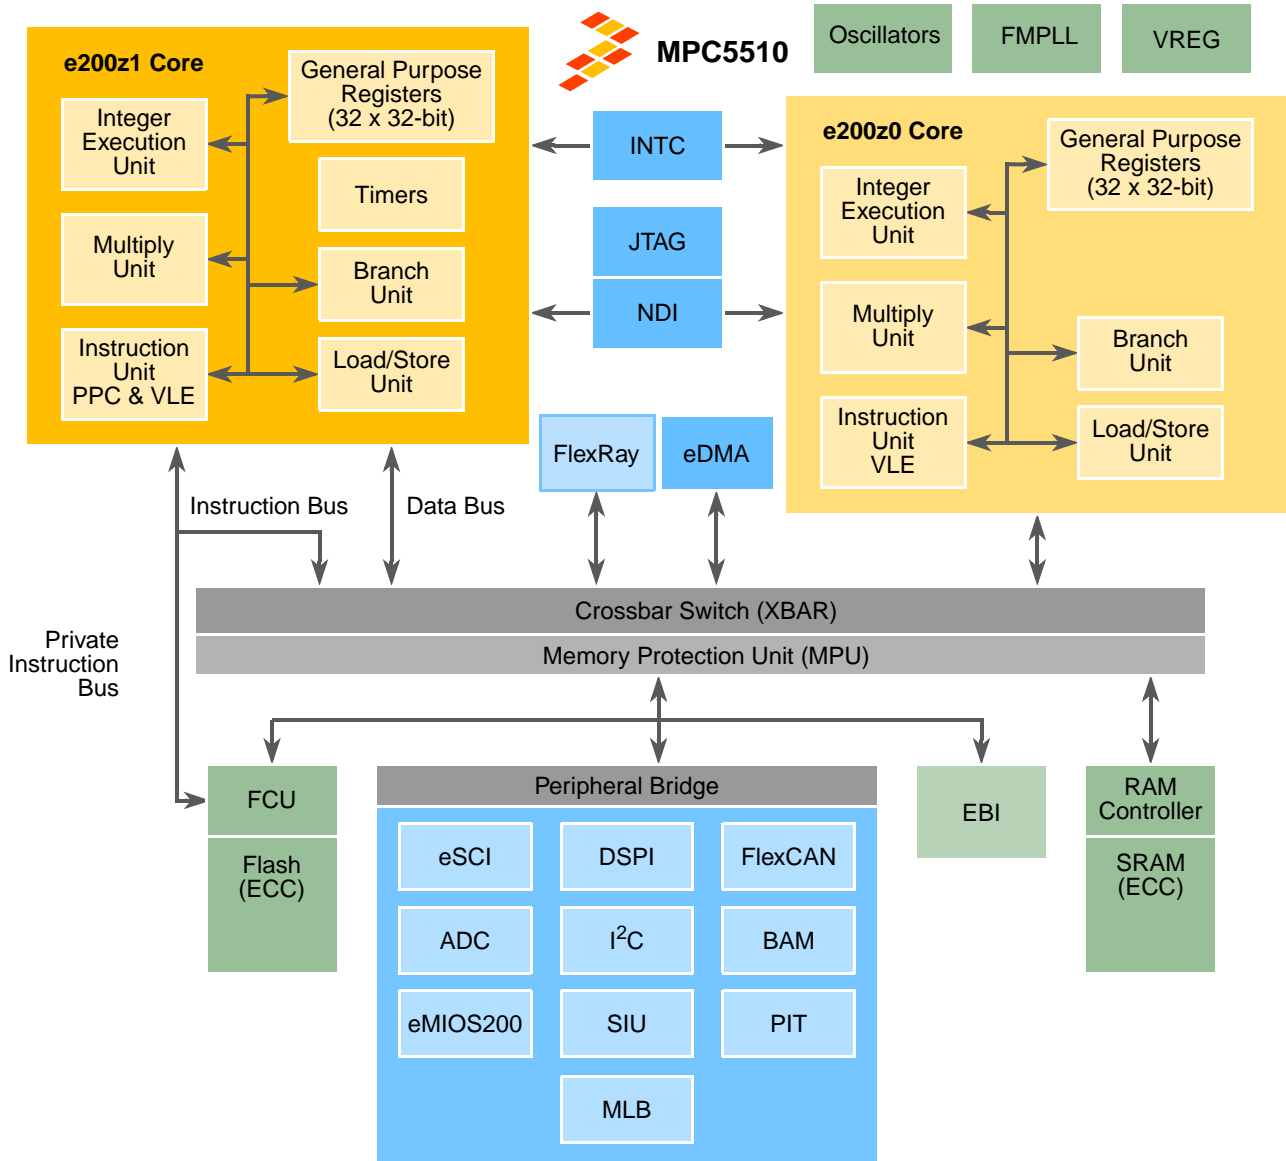 MPC5510
Oscillators
FMPLL
VREG
e200z1 Core
General Purpose
Registers
(32 x 32-bit)
Integer
Execution
Unit
Timers
Multiply
Unit
Branch
Unit
Instruction
Unit
PPC & VLE
Load/Store
Unit
INTC
JTAG
NDI
e200z0 Core
General Purpose
Registers
(32 x 32-bit)
Integer
Execution
Unit
Multiply
Unit
Branch
Unit
Instruction
Unit
VLE
Load/Store
Unit
FlexRay
eDMA
Instruction Bus
Data Bus
Crossbar Switch (XBAR)
Memory Protection Unit (MPU)
Private
Instruction
Bus
FCU
Flash
(ECC)
Peripheral Bridge
eSCI
DSPI
FlexCAN
ADC
I²C
BAM
eMIOS200
SIU
PIT
MLB
EBI
RAM
Controller
SRAM
(ECC)